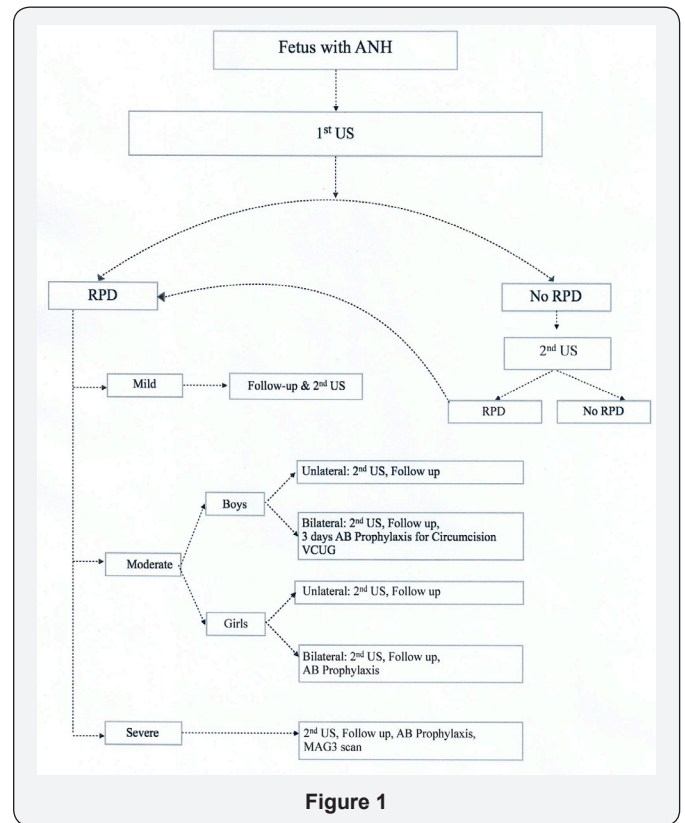 Fetus with ANH
1st US
RPD
No RPD
2nd US
RPD
No RPD
Mild
Follow-up & 2nd US
Moderate
Boys
Unilateral: 2nd US, Follow up
Bilateral: 2nd US, Follow up,
3 days AB Prophylaxis for Circumcision
VCUG
Girls
Unilateral: 2nd US, Follow up
Bilateral: 2nd US, Follow up,
AB Prophylaxis
Severe
2nd US, Follow up, AB Prophylaxis,
MAG3 scan
Figure 1